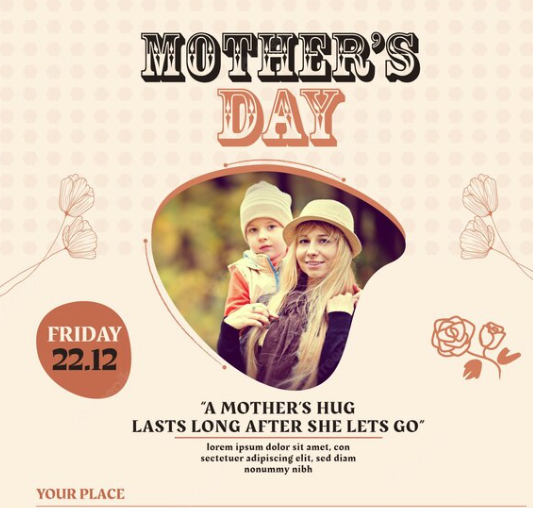 MOTHER'S
DAY
FRIDAY
22.12
"A MOTHER'S HUG
LASTS LONG AFTER SHE LETS GO"
lorem ipsum dolor sit amet, con
sectetuer adipiscing elit, sed diam
nonummy nibh
YOUR PLACE